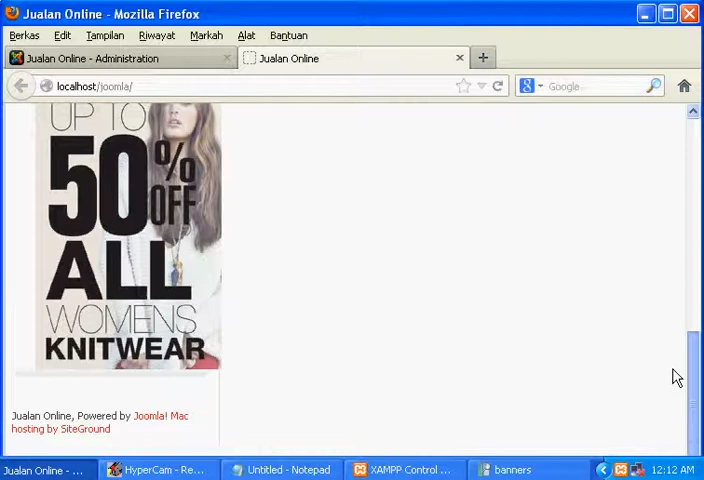 Jualan Online - Mozilla Firefox
Berkas Edit Tampilan Riwayat Markah Alat Bantuan
Jualan Online - Administration
Jualan Online
localhost/joomla/
Google
UP TO
50% OFF
ALL
WOMENS
KNITWEAR
Jualan Online, Powered by Joomla! Mac
hosting by SiteGround
Jualan Online - ...
HyperCam - Re...
Untitled - Notepad
XAMPP Control ...
banners
12:12 AM